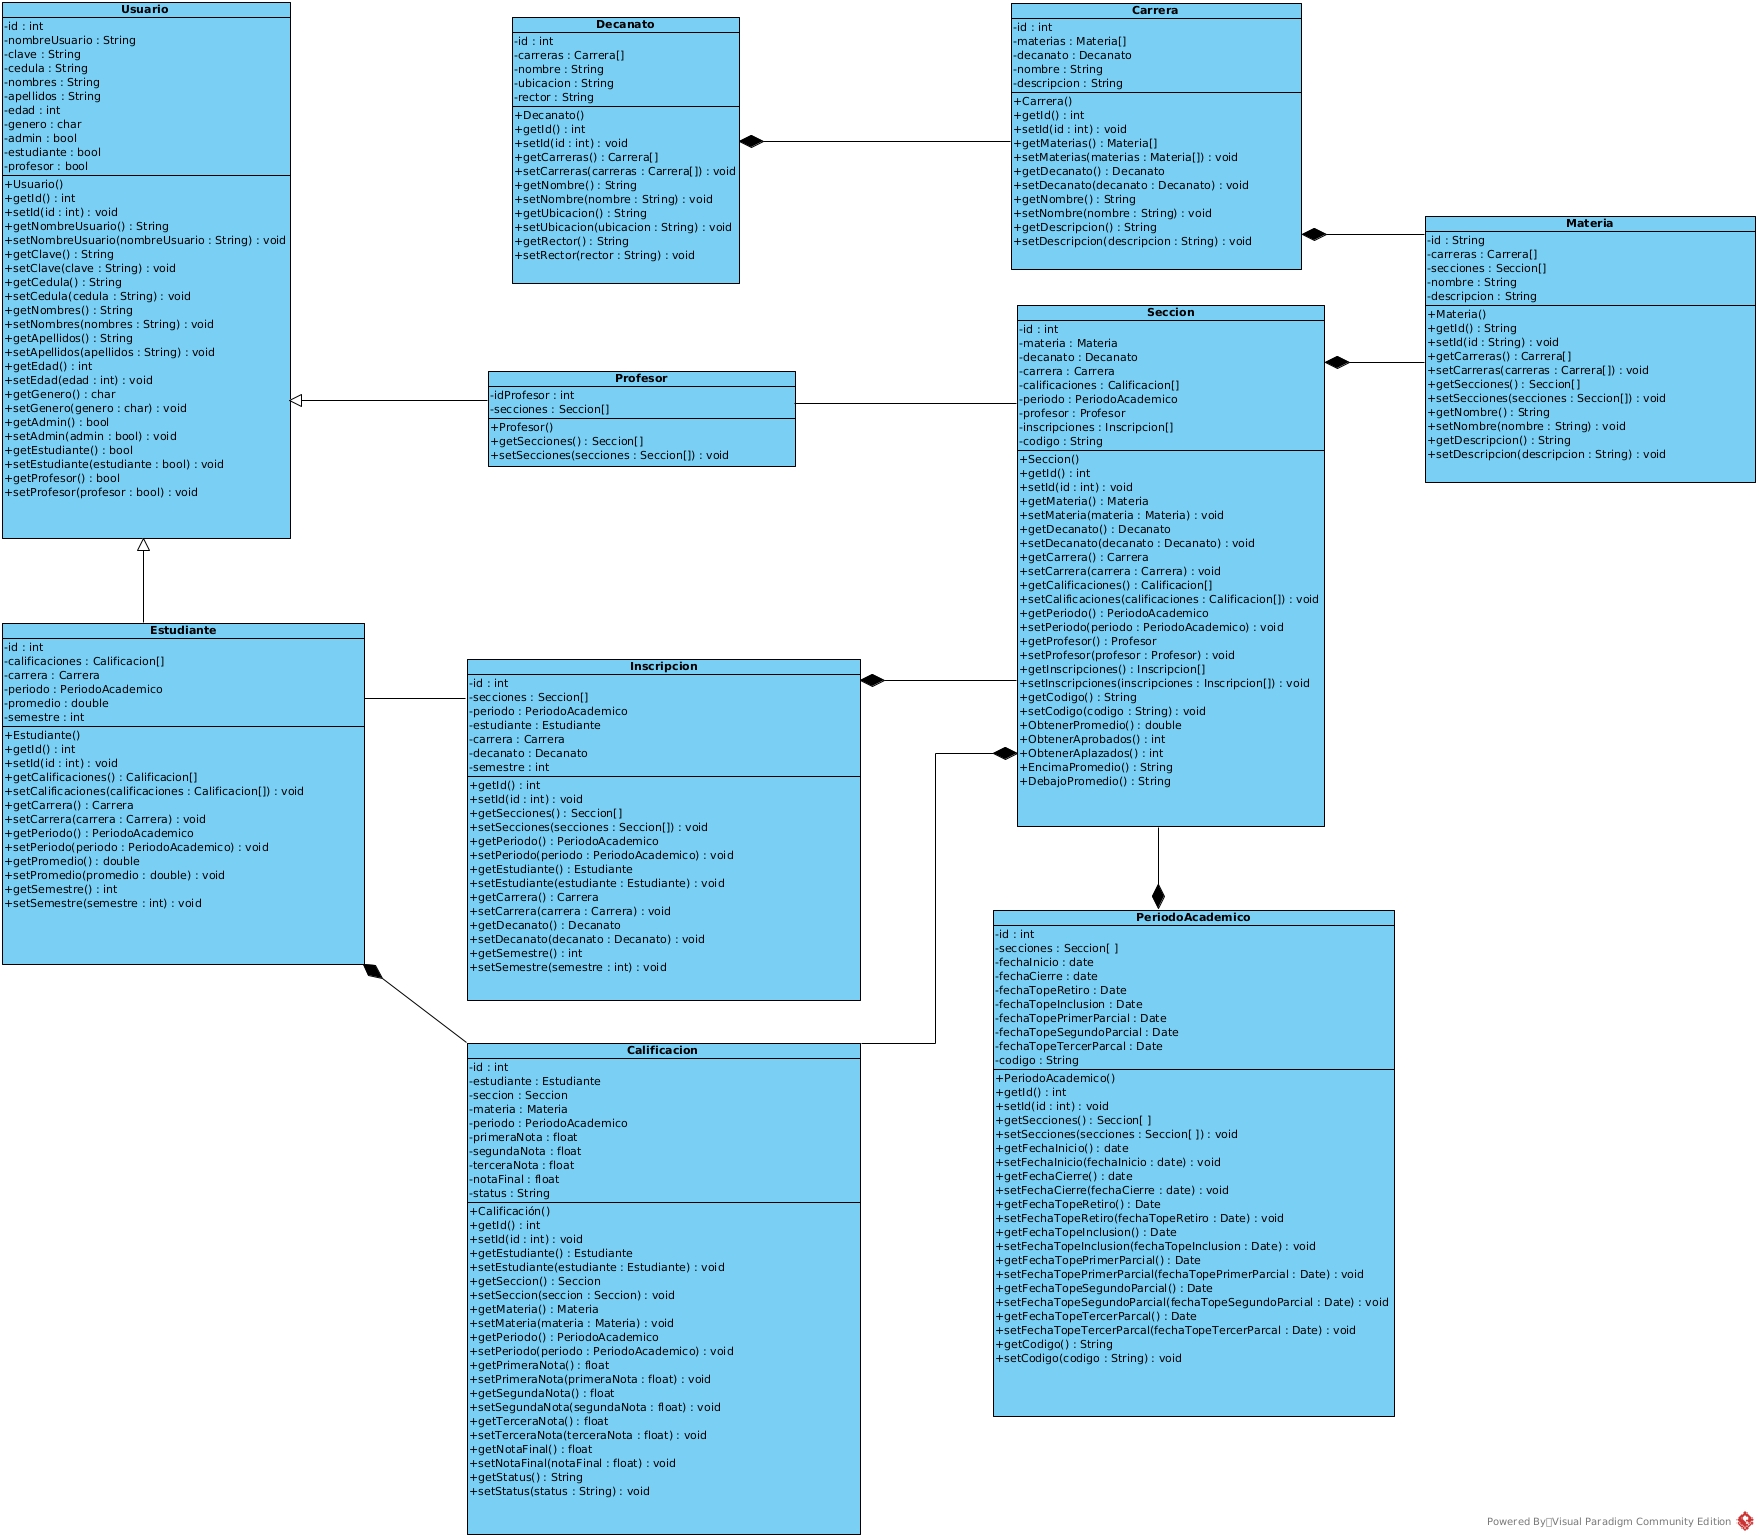 Usuario
-id : int
-nombreUsuario : String
-clave : String
-cedula : String
-nombres : String
-apellidos : String
-edad : int
-genero : char
-admin : bool
-estudiante : bool
-profesor : bool
+Usuario()
+getId() : int
+setId(id : int) : void
+getNombreUsuario() : String
+setNombreUsuario(nombreUsuario : String) : void
+getClave() : String
+setClave(clave : String) : void
+getCedula() : String
+setCedula(cedula : String) : void
+getNombres() : String
+setNombres(nombres : String) : void
+getApellidos() : String
+setApellidos(apellidos : String) : void
+getEdad() : int
+setEdad(edad : int) : void
+getGenero() : char
+setGenero(genero : char) : void
+getAdmin() : bool
+setAdmin(admin : bool) : void
+getEstudiante() : bool
+setEstudiante(estudiante : bool) : void
+getProfesor() : bool
+setProfesor(profesor : bool) : void
Decanato
-id : int
-carreras : Carrera[]
-nombre : String
-ubicacion : String
-rector : String
+Decanato()
+getId() : int
+setId(id : int) : void
+getCarreras() : Carrera[]
+setCarreras(carreras : Carrera[]) : void
+getNombre() : String
+setNombre(nombre : String) : void
+getUbicacion() : String
+setUbicacion(ubicacion : String) : void
+getRector() : String
+setRector(rector : String) : void
Carrera
-id : int
-materias : Materia[]
-decanato : Decanato
-nombre : String
-descripcion : String
+Carrera()
+getId() : int
+setId(id : int) : void
+getMaterias() : Materia[]
+setMaterias(materias : Materia[]) : void
+getDecanato() : Decanato
+setDecanato(decanato : Decanato) : void
+getNombre() : String
+setNombre(nombre : String) : void
+getDescripcion() : String
+setDescripcion(descripcion : String) : void
Materia
-id : String
-carreras : Carrera[]
-secciones : Seccion[]
-nombre : String
-descripcion : String
+Materia()
+getId() : String
+setId(id : String) : void
+getCarreras() : Carrera[]
+setCarreras(carreras : Carrera[]) : void
+getSecciones() : Seccion[]
+setSecciones(secciones : Seccion[]) : void
+getNombre() : String
+setNombre(nombre : String) : void
+getDescripcion() : String
+setDescripcion(descripcion : String) : void
Profesor
-idProfesor : int
-secciones : Seccion[]
+Profesor()
+getSecciones() : Seccion[]
+setSecciones(secciones : Seccion[]) : void
Seccion
-id : int
-materia : Materia
-decanato : Decanato
-carrera : Carrera
-calificaciones : Calificacion[]
-periodo : PeriodoAcademico
-profesor : Profesor
-inscripciones : Inscripcion[]
-codigo : String
+Seccion()
+getId() : int
+setId(id : int) : void
+getMateria() : Materia
+setMateria(materia : Materia) : void
+getDecanato() : Decanato
+setDecanato(decanato : Decanato) : void
+getCarrera() : Carrera
+setCarrera(carrera : Carrera) : void
+getCalificaciones() : Calificacion[]
+setCalificaciones(calificaciones : Calificacion[]) : void
+getPeriodo() : PeriodoAcademico
+setPeriodo(periodo : PeriodoAcademico) : void
+getProfesor() : Profesor
+setProfesor(profesor : Profesor) : void
+getInscripciones() : Inscripcion[]
+setInscripciones(inscripciones : Inscripcion[]) : void
+getCodigo() : String
+setCodigo(codigo : String) : void
+ObtenerPromedio() : double
+ObtenerAprobados() : int
+ObtenerAplazados() : int
+EncimaPromedio() : String
+DebajoPromedio() : String
Estudiante
-id : int
-calificaciones : Calificacion[]
-carrera : Carrera
-periodo : PeriodoAcademico
-promedio : double
-semestre : int
+Estudiante()
+getId() : int
+setId(id : int) : void
+getCalificaciones() : Calificacion[]
+setCalificaciones(calificaciones : Calificacion[]) : void
+getCarrera() : Carrera
+setCarrera(carrera : Carrera) : void
+getPeriodo() : PeriodoAcademico
+setPeriodo(periodo : PeriodoAcademico) : void
+getPromedio() : double
+setPromedio(promedio : double) : void
+getSemestre() : int
+setSemestre(semestre : int) : void
Inscripcion
-id : int
-secciones : Seccion[]
-periodo : PeriodoAcademico
-estudiante : Estudiante
-carrera : Carrera
-decanato : Decanato
-semestre : int
+getId() : int
+setId(id : int) : void
+getSecciones() : Seccion[]
+setSecciones(secciones : Seccion[]) : void
+getPeriodo() : PeriodoAcademico
+setPeriodo(periodo : PeriodoAcademico) : void
+getEstudiante() : Estudiante
+setEstudiante(estudiante : Estudiante) : void
+getCarrera() : Carrera
+setCarrera(carrera : Carrera) : void
+getDecanato() : Decanato
+setDecanato(decanato : Decanato) : void
+getSemestre() : int
+setSemestre(semestre : int) : void
PeriodoAcademico
-id : int
-secciones : Seccion[ ]
-fechaInicio : date
-fechaCierre : date
-fechaTopeRetiro : Date
-fechaTopeInclusion : Date
-fechaTopePrimerParcial : Date
-fechaTopeSegundoParcial : Date
-fechaTopeTercerParcal : Date
-codigo : String
+PeriodoAcademico()
+getId() : int
+setId(id : int) : void
+getSecciones() : Seccion[ ]
+setSecciones(secciones : Seccion[ ]) : void
+getFechaInicio() : date
+setFechaInicio(fechaInicio : date) : void
+getFechaCierre() : date
+setFechaCierre(fechaCierre : date) : void
+getFechaTopeRetiro() : Date
+setFechaTopeRetiro(fechaTopeRetiro : Date) : void
+getFechaTopeInclusion() : Date
+setFechaTopeInclusion(fechaTopeInclusion : Date) : void
+getFechaTopePrimerParcial() : Date
+setFechaTopePrimerParcial(fechaTopePrimerParcial : Date) : void
+getFechaTopeSegundoParcial() : Date
+setFechaTopeSegundoParcial(fechaTopeSegundoParcial : Date) : void
+getFechaTopeTercerParcal() : Date
+setFechaTopeTercerParcal(fechaTopeTercerParcal : Date) : void
+getCodigo() : String
+setCodigo(codigo : String) : void
Calificacion
-id : int
-estudiante : Estudiante
-seccion : Seccion
-materia : Materia
-periodo : PeriodoAcademico
-primeraNota : float
-segundaNota : float
-terceraNota : float
-notaFinal : float
-status : String
+Calificación()
+getId() : int
+setId(id : int) : void
+getEstudiante() : Estudiante
+setEstudiante(estudiante : Estudiante) : void
+getSeccion() : Seccion
+setSeccion(seccion : Seccion) : void
+getMateria() : Materia
+setMateria(materia : Materia) : void
+getPeriodo() : PeriodoAcademico
+setPeriodo(periodo : PeriodoAcademico) : void
+getPrimeraNota() : float
+setPrimeraNota(primeraNota : float) : void
+getSegundaNota() : float
+setSegundaNota(segundaNota : float) : void
+getTerceraNota() : float
+setTerceraNota(terceraNota : float) : void
+getNotaFinal() : float
+setNotaFinal(notaFinal : float) : void
+getStatus() : String
+setStatus(status : String) : void
Powered By Visual Paradigm Community Edition